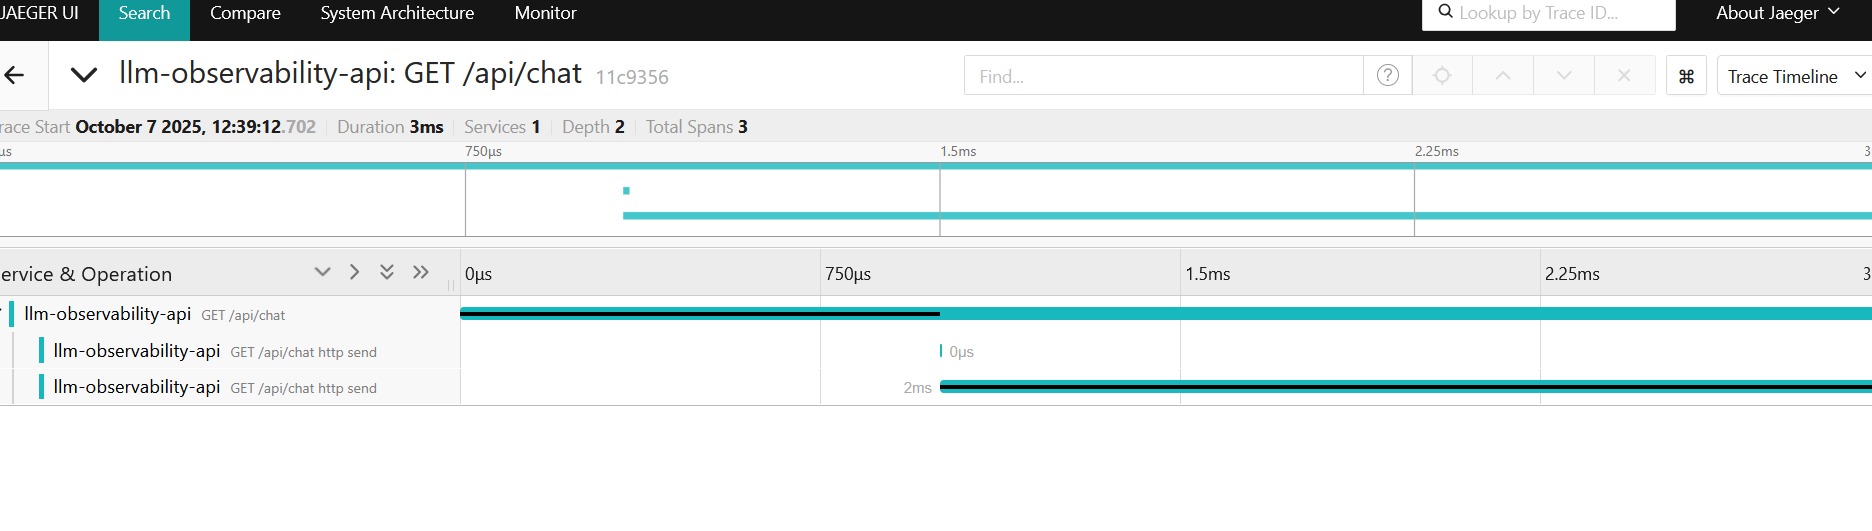 JAEGER UI Search Compare System Architecture Monitor Lookup by Trace ID... About Jaeger
llm-observability-api: GET /api/chat 11c9356 Find... ? ⌘ Trace Timeline
race Start October 7 2025, 12:39:12.702 Duration 3ms Services 1 Depth 2 Total Spans 3
µs 750µs 1.5ms 2.25ms 3
ervice & Operation 0µs 750µs 1.5ms 2.25ms 3
llm-observability-api GET /api/chat
llm-observability-api GET /api/chat http send 0µs
llm-observability-api GET /api/chat http send 2ms